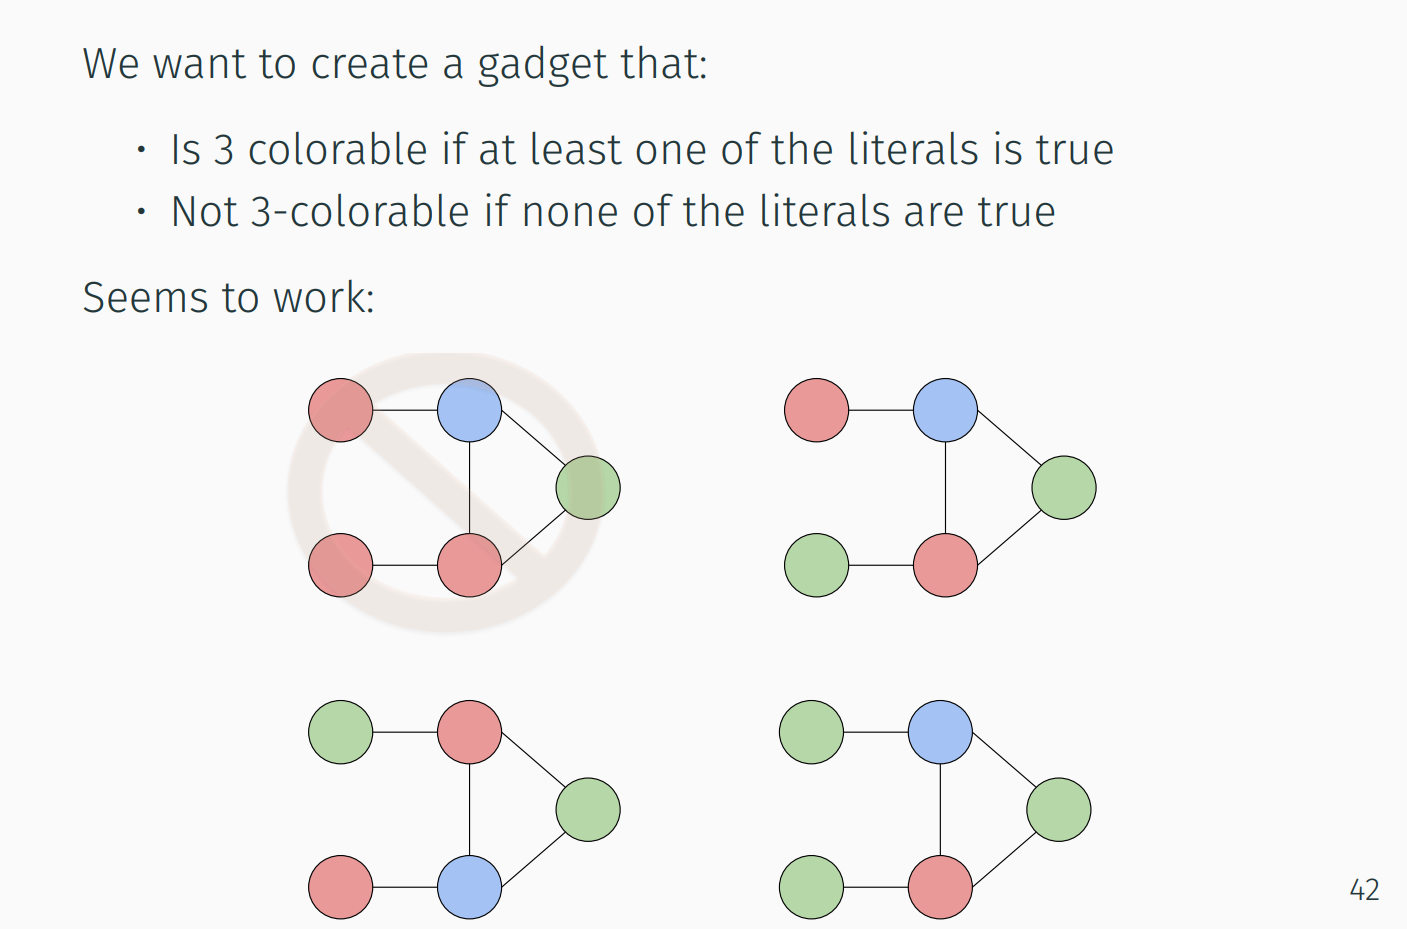 We want to create a gadget that:
• Is 3 colorable if at least one of the literals is true
• Not 3-colorable if none of the literals are true
Seems to work:
42